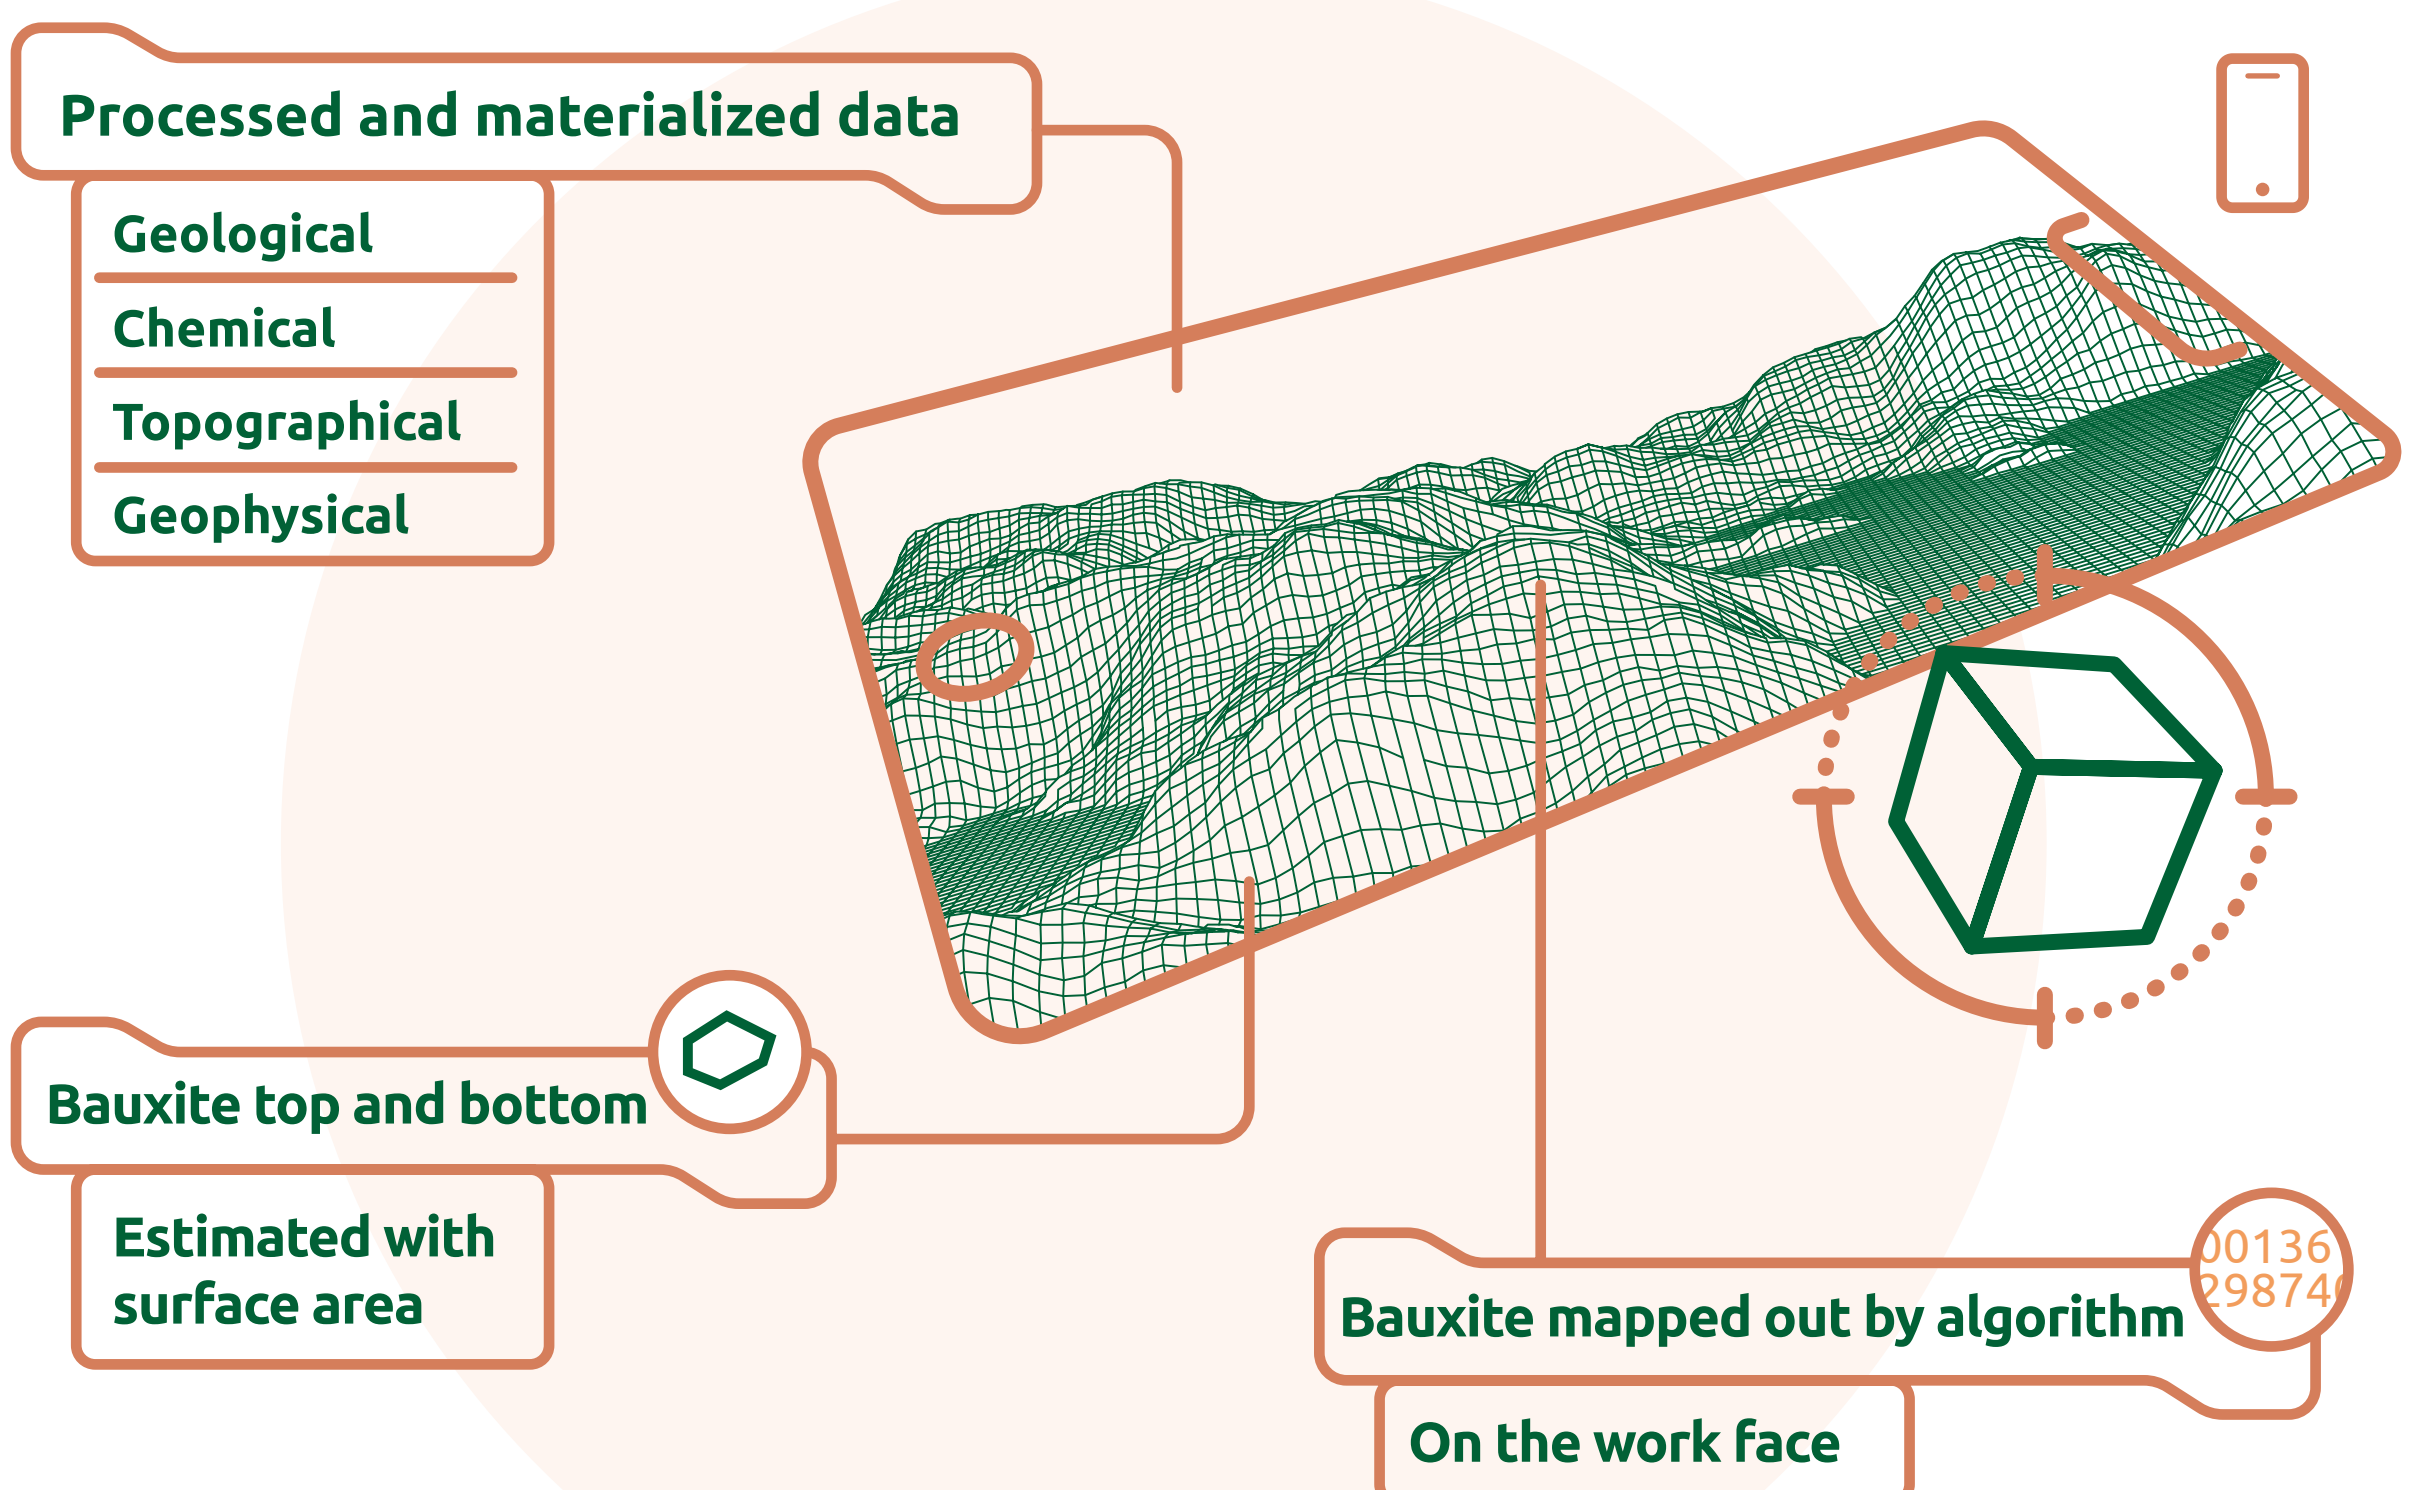 Processed and materialized data
Geological
Chemical
Topographical
Geophysical
Bauxite top and bottom
Estimated with
surface area
00136
29874
Bauxite mapped out by algorithm
On the work face